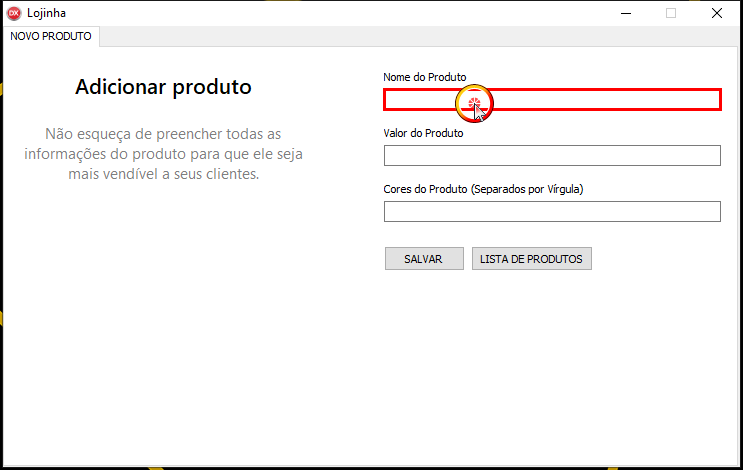 DX Lojinha
NOVO PRODUTO
Adicionar produto
Não esqueça de preencher todas as
informações do produto para que ele seja
mais vendível a seus clientes.
Nome do Produto
Valor do Produto
Cores do Produto (Separados por Vírgula)
SALVAR
LISTA DE PRODUTOS